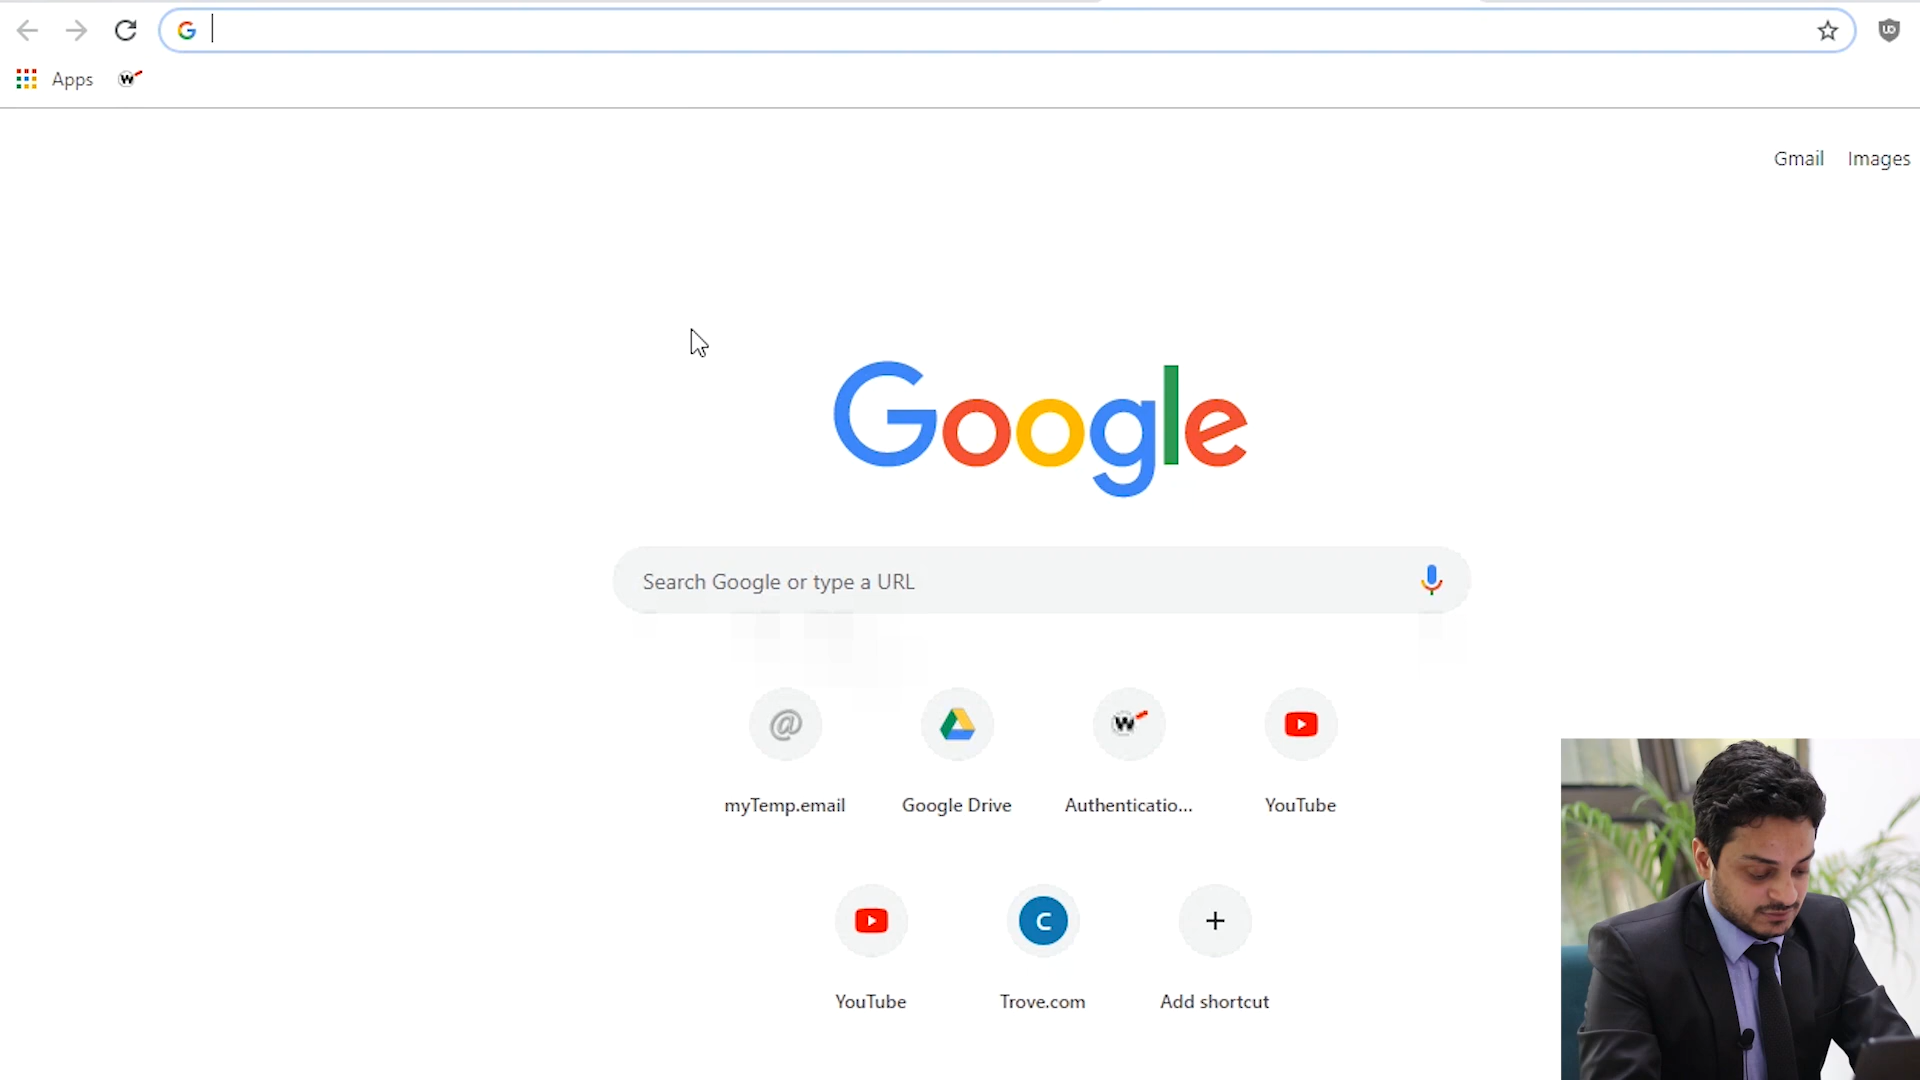 Apps
Gmail Images
Google
Search Google or type a URL
myTemp.email Google Drive Authenticatio... YouTube
YouTube Trove.com Add shortcut